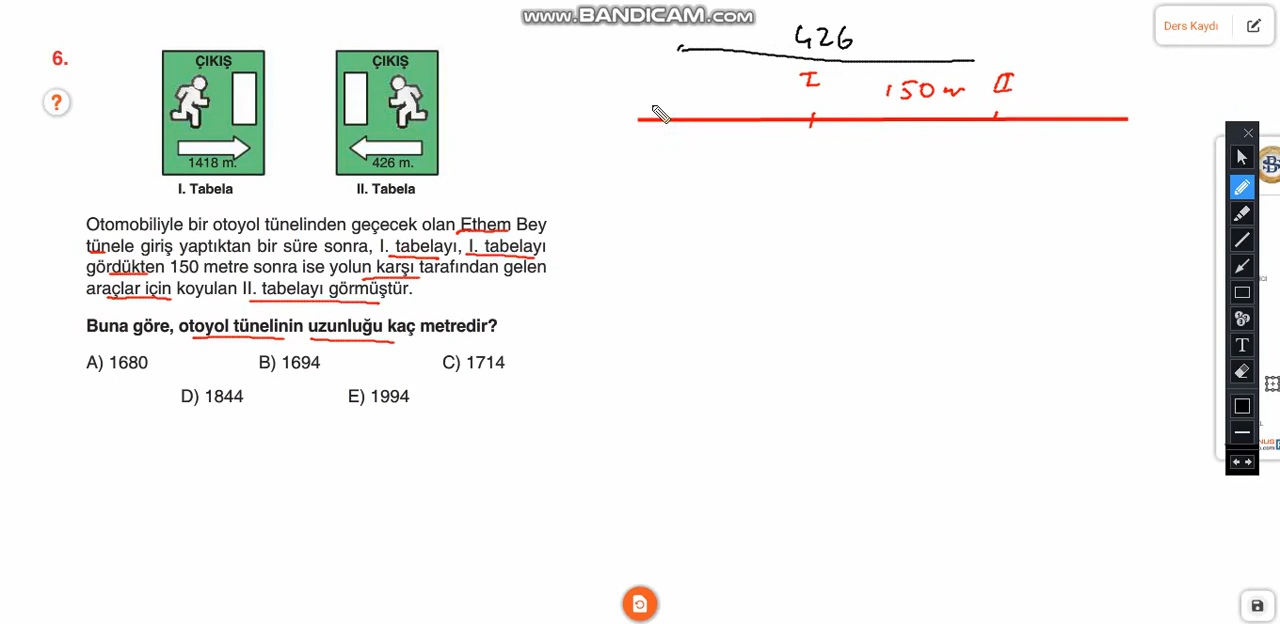 www.BANDICAM.com
Ders Kaydı
6.
?
ÇIKIŞ
1418 m.
I. Tabela
ÇIKIŞ
426 m.
II. Tabela
426
I 150m II
Otomobiliyle bir otoyol tünelinden geçecek olan Ethem Bey
tünele giriş yaptıktan bir süre sonra, I. tabelayı, I. tabelayı
gördükten 150 metre sonra ise yolun karşı tarafından gelen
araçlar için koyulan II. tabelayı görmüştür.
Buna göre, otoyol tünelinin uzunluğu kaç metredir?
A) 1680 B) 1694 C) 1714
D) 1844 E) 1994